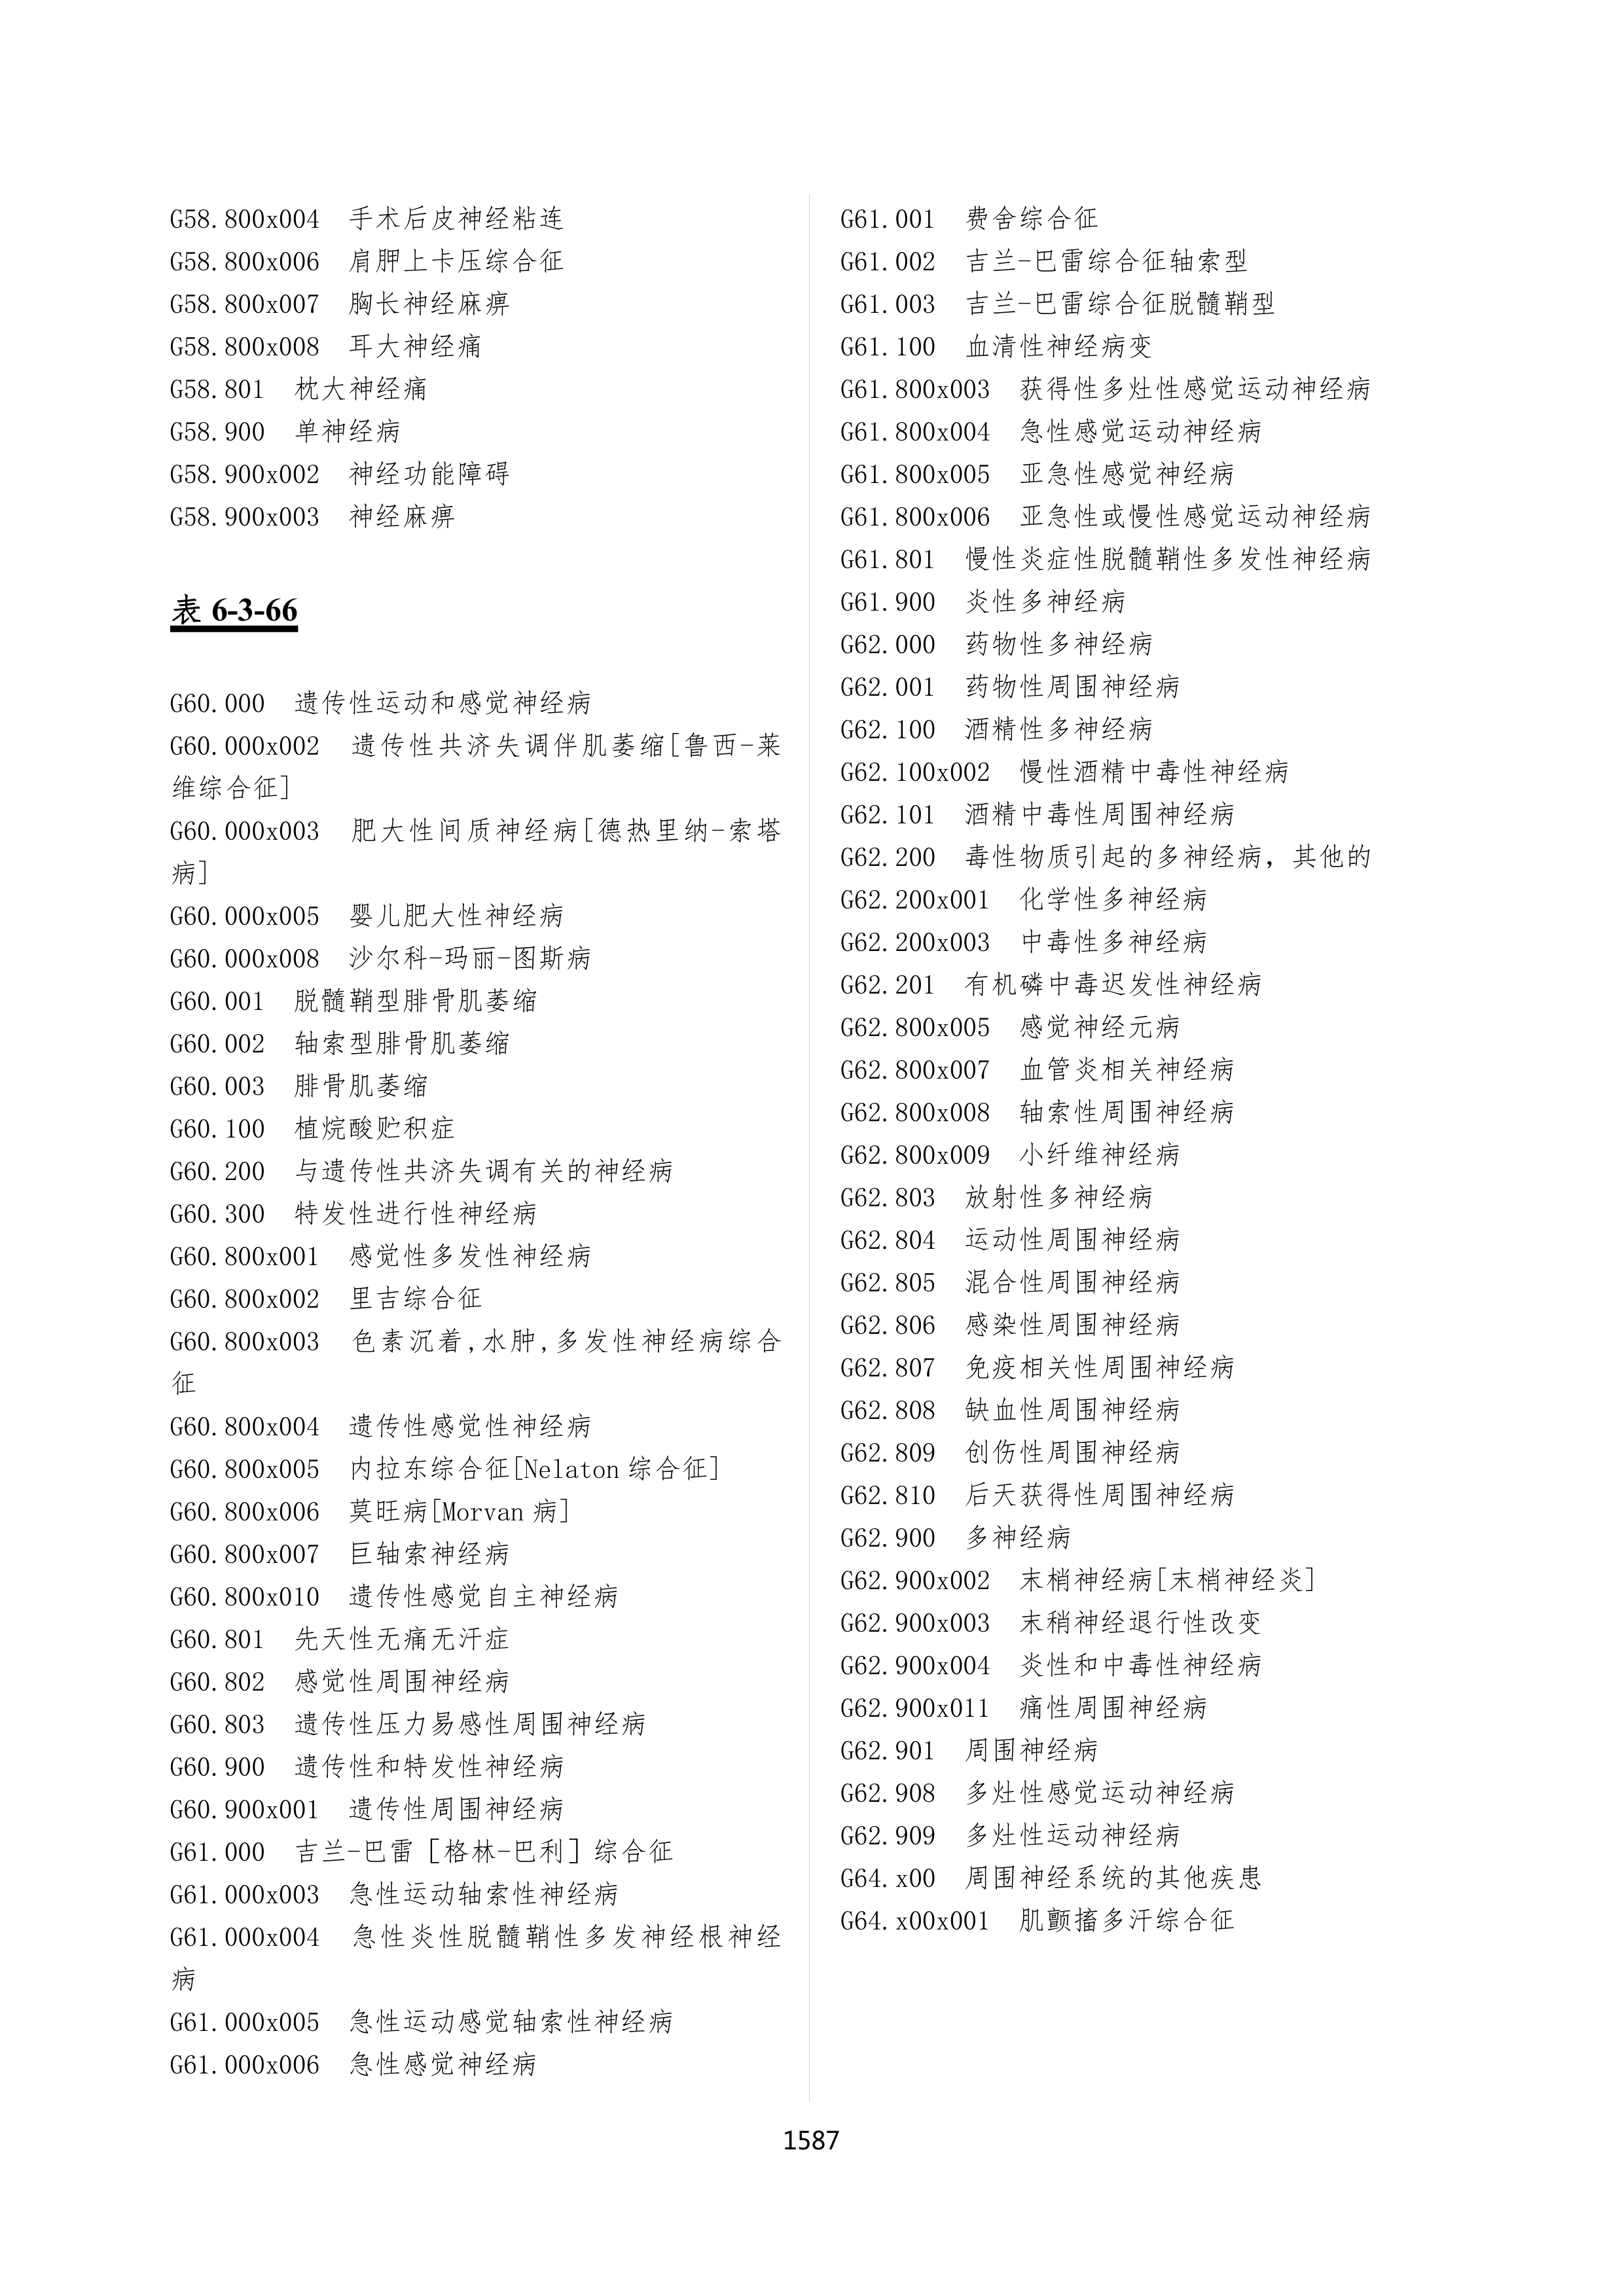 G58.800x004 手术后皮神经粘连
G58.800x006 肩胛上卡压综合征
G58.800x007 胸长神经麻痹
G58.800x008 耳大神经痛
G58.801 枕大神经痛
G58.900 单神经病
G58.900x002 神经功能障碍
G58.900x003 神经麻痹
表 6-3-66
G60.000 遗传性运动和感觉神经病
G60.000x002 遗传性共济失调伴肌萎缩[鲁西-莱
维综合征]
G60.000x003 肥大性间质神经病[德热里纳-索塔
病]
G60.000x005 婴儿肥大性神经病
G60.000x008 沙尔科-玛丽-图斯病
G60.001 脱髓鞘型腓骨肌萎缩
G60.002 轴索型腓骨肌萎缩
G60.003 腓骨肌萎缩
G60.100 植烷酸贮积症
G60.200 与遗传性共济失调有关的神经病
G60.300 特发性进行性神经病
G60.800x001 感觉性多发性神经病
G60.800x002 里吉综合征
G60.800x003 色素沉着,水肿,多发性神经病综合
征
G60.800x004 遗传性感觉性神经病
G60.800x005 内拉东综合征[Nelaton 综合征]
G60.800x006 莫旺病[Morvan 病]
G60.800x007 巨轴索神经病
G60.800x010 遗传性感觉自主神经病
G60.801 先天性无痛无汗症
G60.802 感觉性周围神经病
G60.803 遗传性压力易感性周围神经病
G60.900 遗传性和特发性神经病
G60.900x001 遗传性周围神经病
G61.000 吉兰-巴雷［格林-巴利］综合征
G61.000x003 急性运动轴索性神经病
G61.000x004 急性炎性脱髓鞘性多发神经根神经
病
G61.000x005 急性运动感觉轴索性神经病
G61.000x006 急性感觉神经病
G61.001 费舍综合征
G61.002 吉兰-巴雷综合征轴索型
G61.003 吉兰-巴雷综合征脱髓鞘型
G61.100 血清性神经病变
G61.800x003 获得性多灶性感觉运动神经病
G61.800x004 急性感觉运动神经病
G61.800x005 亚急性感觉神经病
G61.800x006 亚急性或慢性感觉运动神经病
G61.801 慢性炎症性脱髓鞘性多发性神经病
G61.900 炎性多神经病
G62.000 药物性多神经病
G62.001 药物性周围神经病
G62.100 酒精性多神经病
G62.100x002 慢性酒精中毒性神经病
G62.101 酒精中毒性周围神经病
G62.200 毒性物质引起的多神经病，其他的
G62.200x001 化学性多神经病
G62.200x003 中毒性多神经病
G62.201 有机磷中毒迟发性神经病
G62.800x005 感觉神经元病
G62.800x007 血管炎相关神经病
G62.800x008 轴索性周围神经病
G62.800x009 小纤维神经病
G62.803 放射性多神经病
G62.804 运动性周围神经病
G62.805 混合性周围神经病
G62.806 感染性周围神经病
G62.807 免疫相关性周围神经病
G62.808 缺血性周围神经病
G62.809 创伤性周围神经病
G62.810 后天获得性周围神经病
G62.900 多神经病
G62.900x002 末梢神经病[末梢神经炎]
G62.900x003 末稍神经退行性改变
G62.900x004 炎性和中毒性神经病
G62.900x011 痛性周围神经病
G62.901 周围神经病
G62.908 多灶性感觉运动神经病
G62.909 多灶性运动神经病
G64.x00 周围神经系统的其他疾患
G64.x00x001 肌颤搐多汗综合征
1587